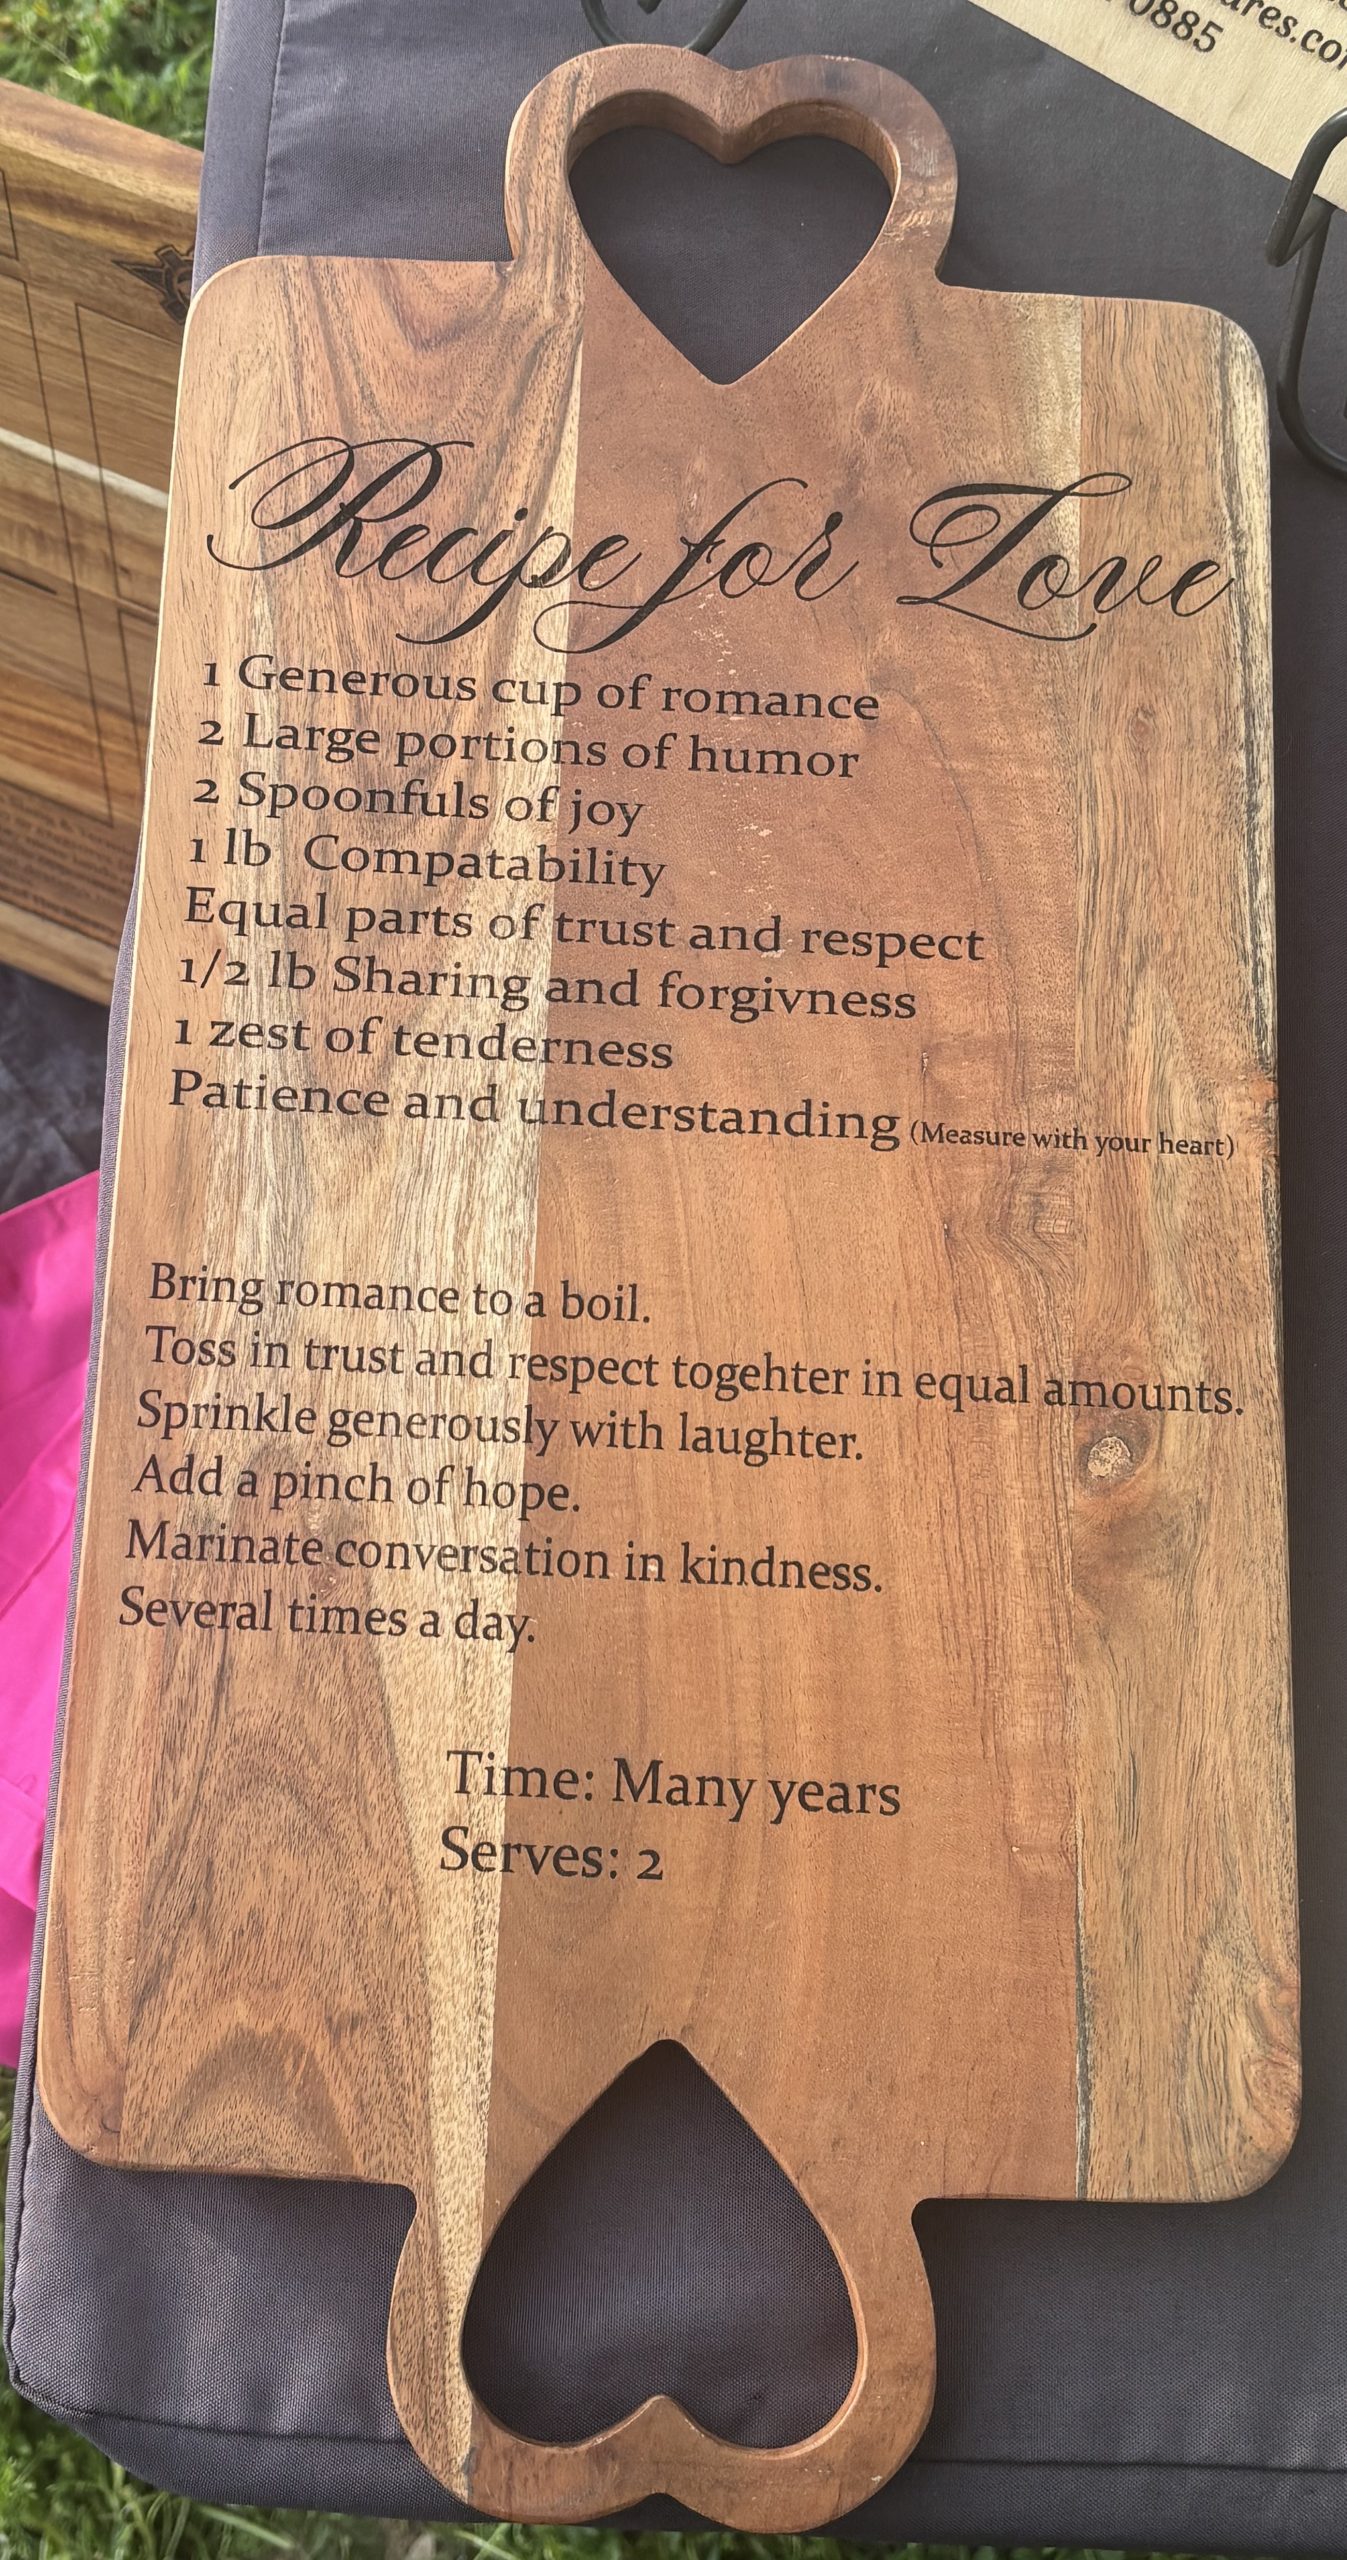 ares.co
0885
Recipe for Love
1 Generous cup of romance
2 Large portions of humor
2 Spoonfuls of joy
1 lb Compatability
Equal parts of trust and respect
1/2 lb Sharing and forgivness
1 zest of tenderness
Patience and understanding (Measure with your heart)
Bring romance to a boil.
Toss in trust and respect togehter in equal amounts.
Sprinkle generously with laughter.
Add a pinch of hope.
Marinate conversation in kindness.
Several times a day.
Time: Many years
Serves: 2